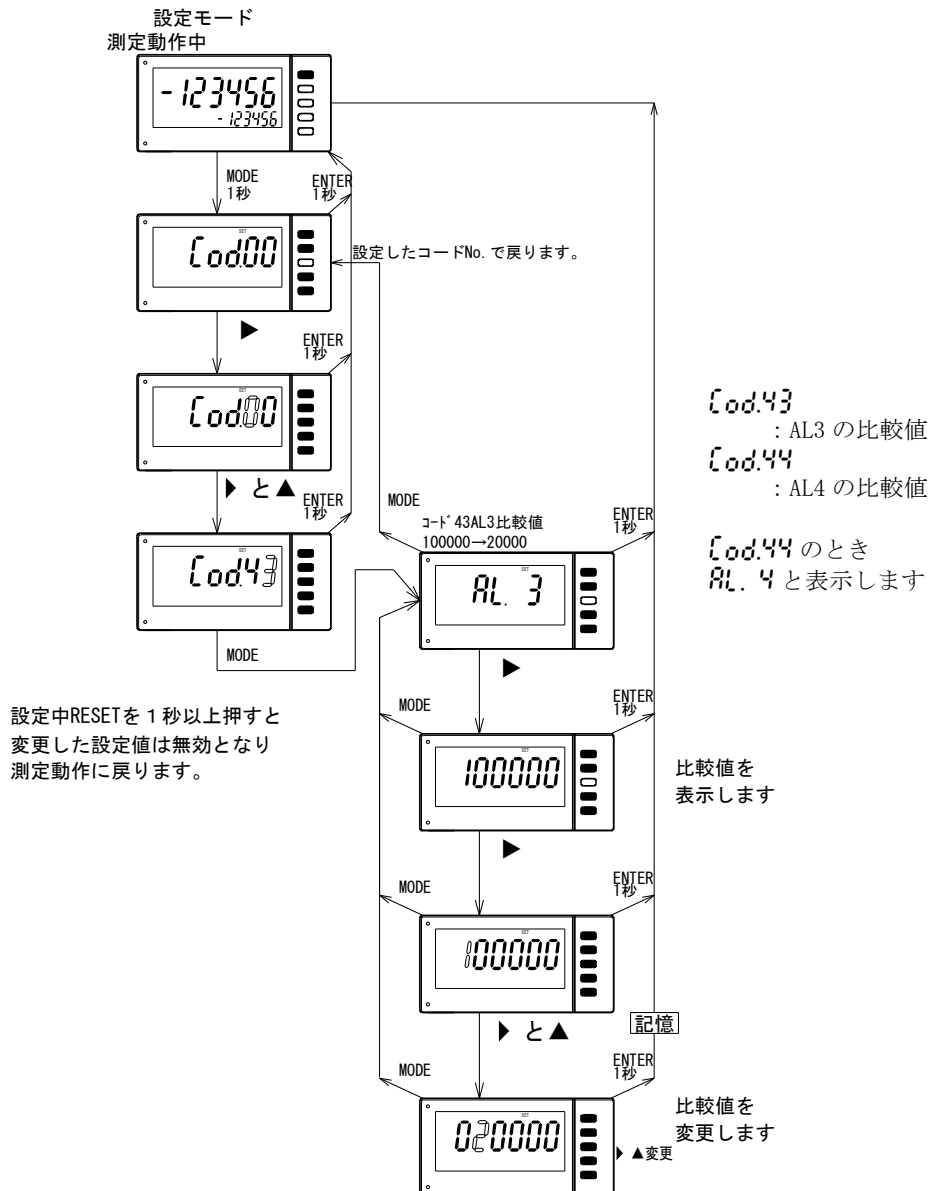 設定モード
測定動作中
-123456
-123456
MODE
1秒
ENTER
1秒
SET
Cod.00
設定したコードNo.で戻ります。
▶
ENTER
1秒
SET
Cod.00
▶と▲
ENTER
1秒
SET
Cod.43
MODE
MODE
コード43AL3比較値
100000→20000
ENTER
1秒
AL. 3
▶
Cod.43
：AL3 の比較値
Cod.44
：AL4 の比較値
Cod.44 のとき
AL. 4 と表示します
設定中RESETを１秒以上押すと
変更した設定値は無効となり
測定動作に戻ります。
MODE
ENTER
1秒
SET
100000
比較値を
表示します
▶
MODE
ENTER
1秒
SET
100000
▶と▲
記憶
MODE
ENTER
1秒
SET
020000
比較値を
変更します
▶▲変更